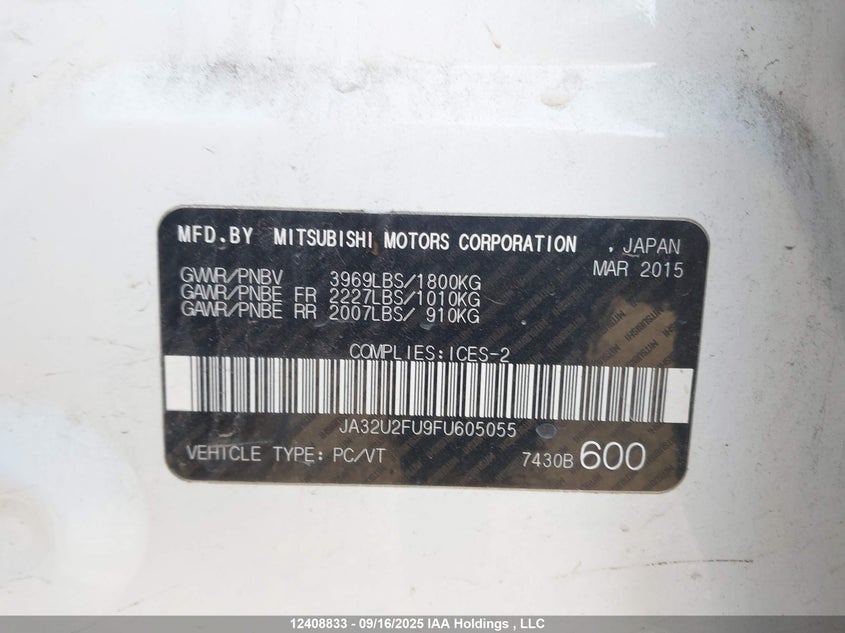 MFD.BY MITSUBISHI MOTORS CORPORATION , JAPAN
MAR 2015
GVWR/PNBV 3969LBS/1800KG
GAWR/PNBE FR 2227LBS/1010KG
GAWR/PNBE RR 2007LBS/ 910KG
COMPLIES:ICES-2
JA32U2FU9FU605055
VEHICLE TYPE: PC/VT 7430B 600
12408833 - 09/16/2025 IAA Holdings , LLC